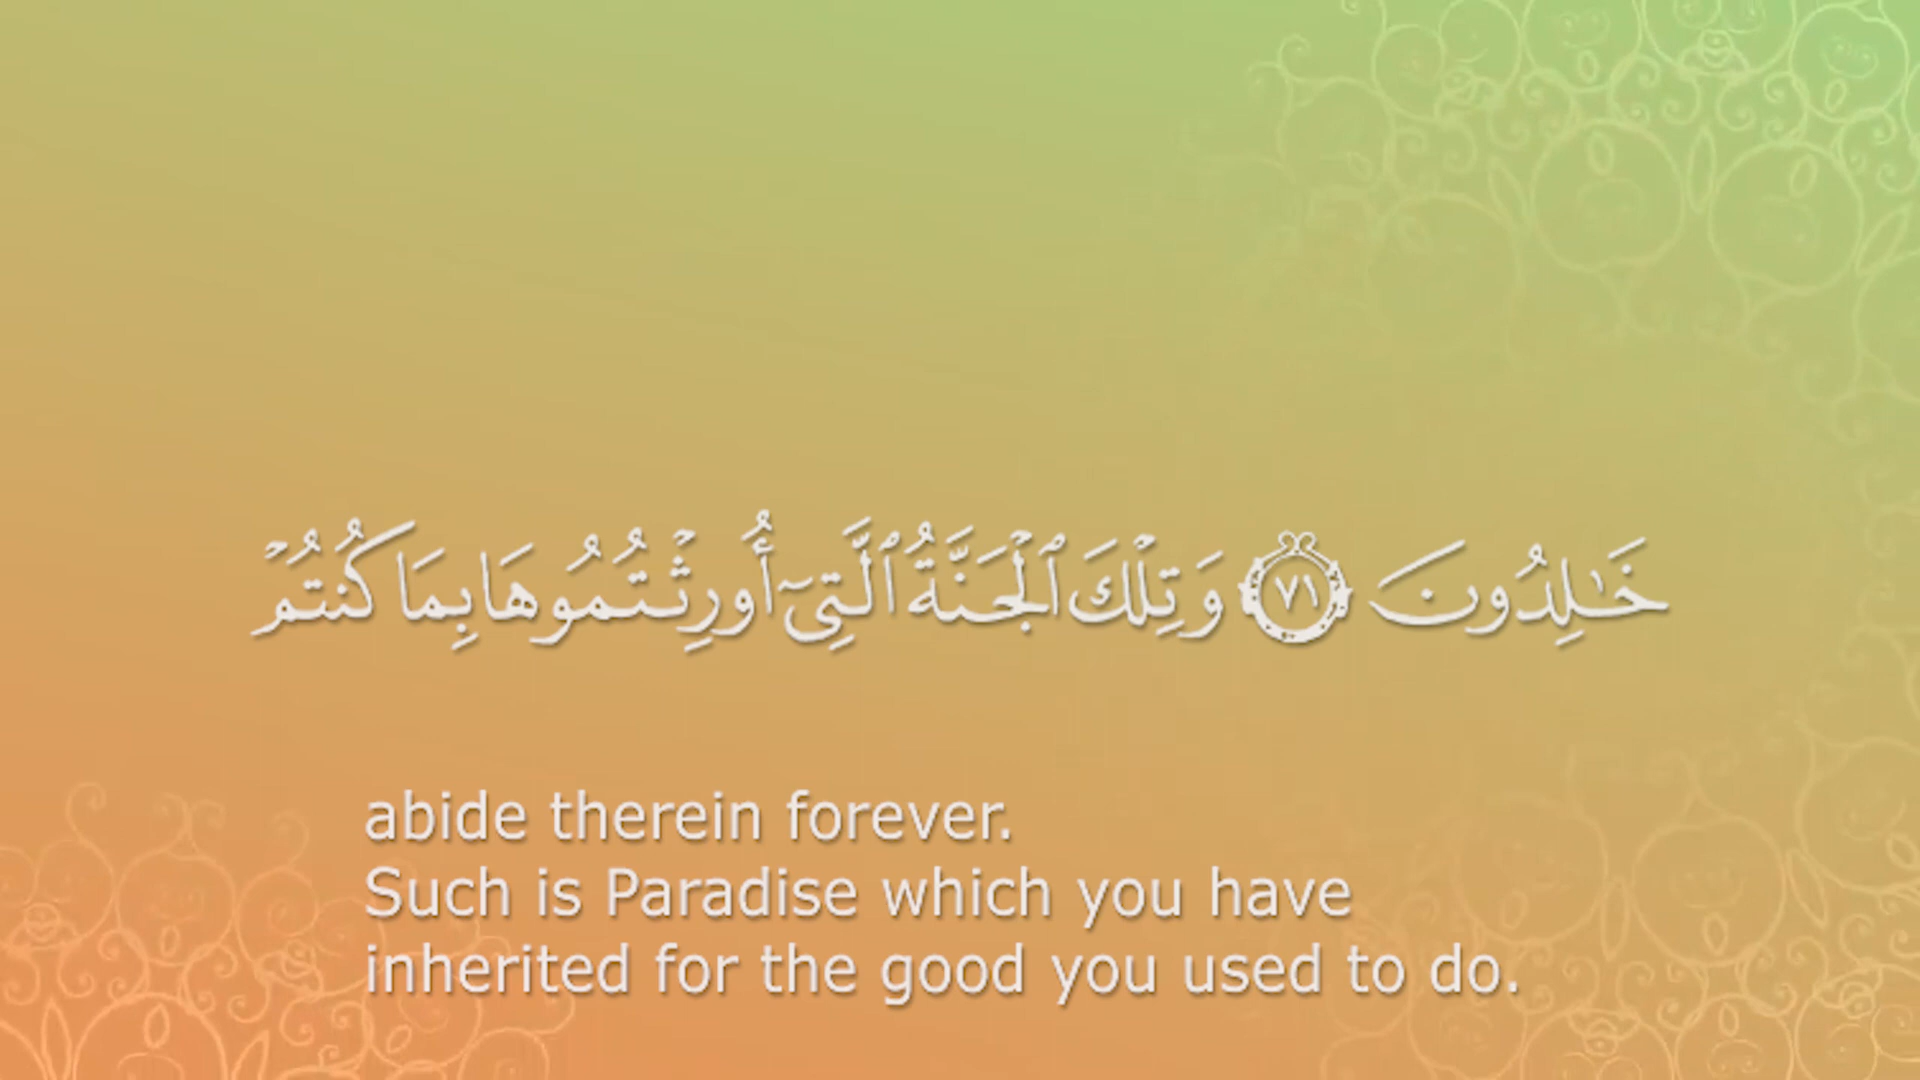 خَٰلِدُونَ ٧١ وَتِلْكَ ٱلْجَنَّةُ ٱلَّتِىٓ أُورِثْتُمُوهَا بِمَا كُنتُمْ
abide therein forever.
Such is Paradise which you have
inherited for the good you used to do.